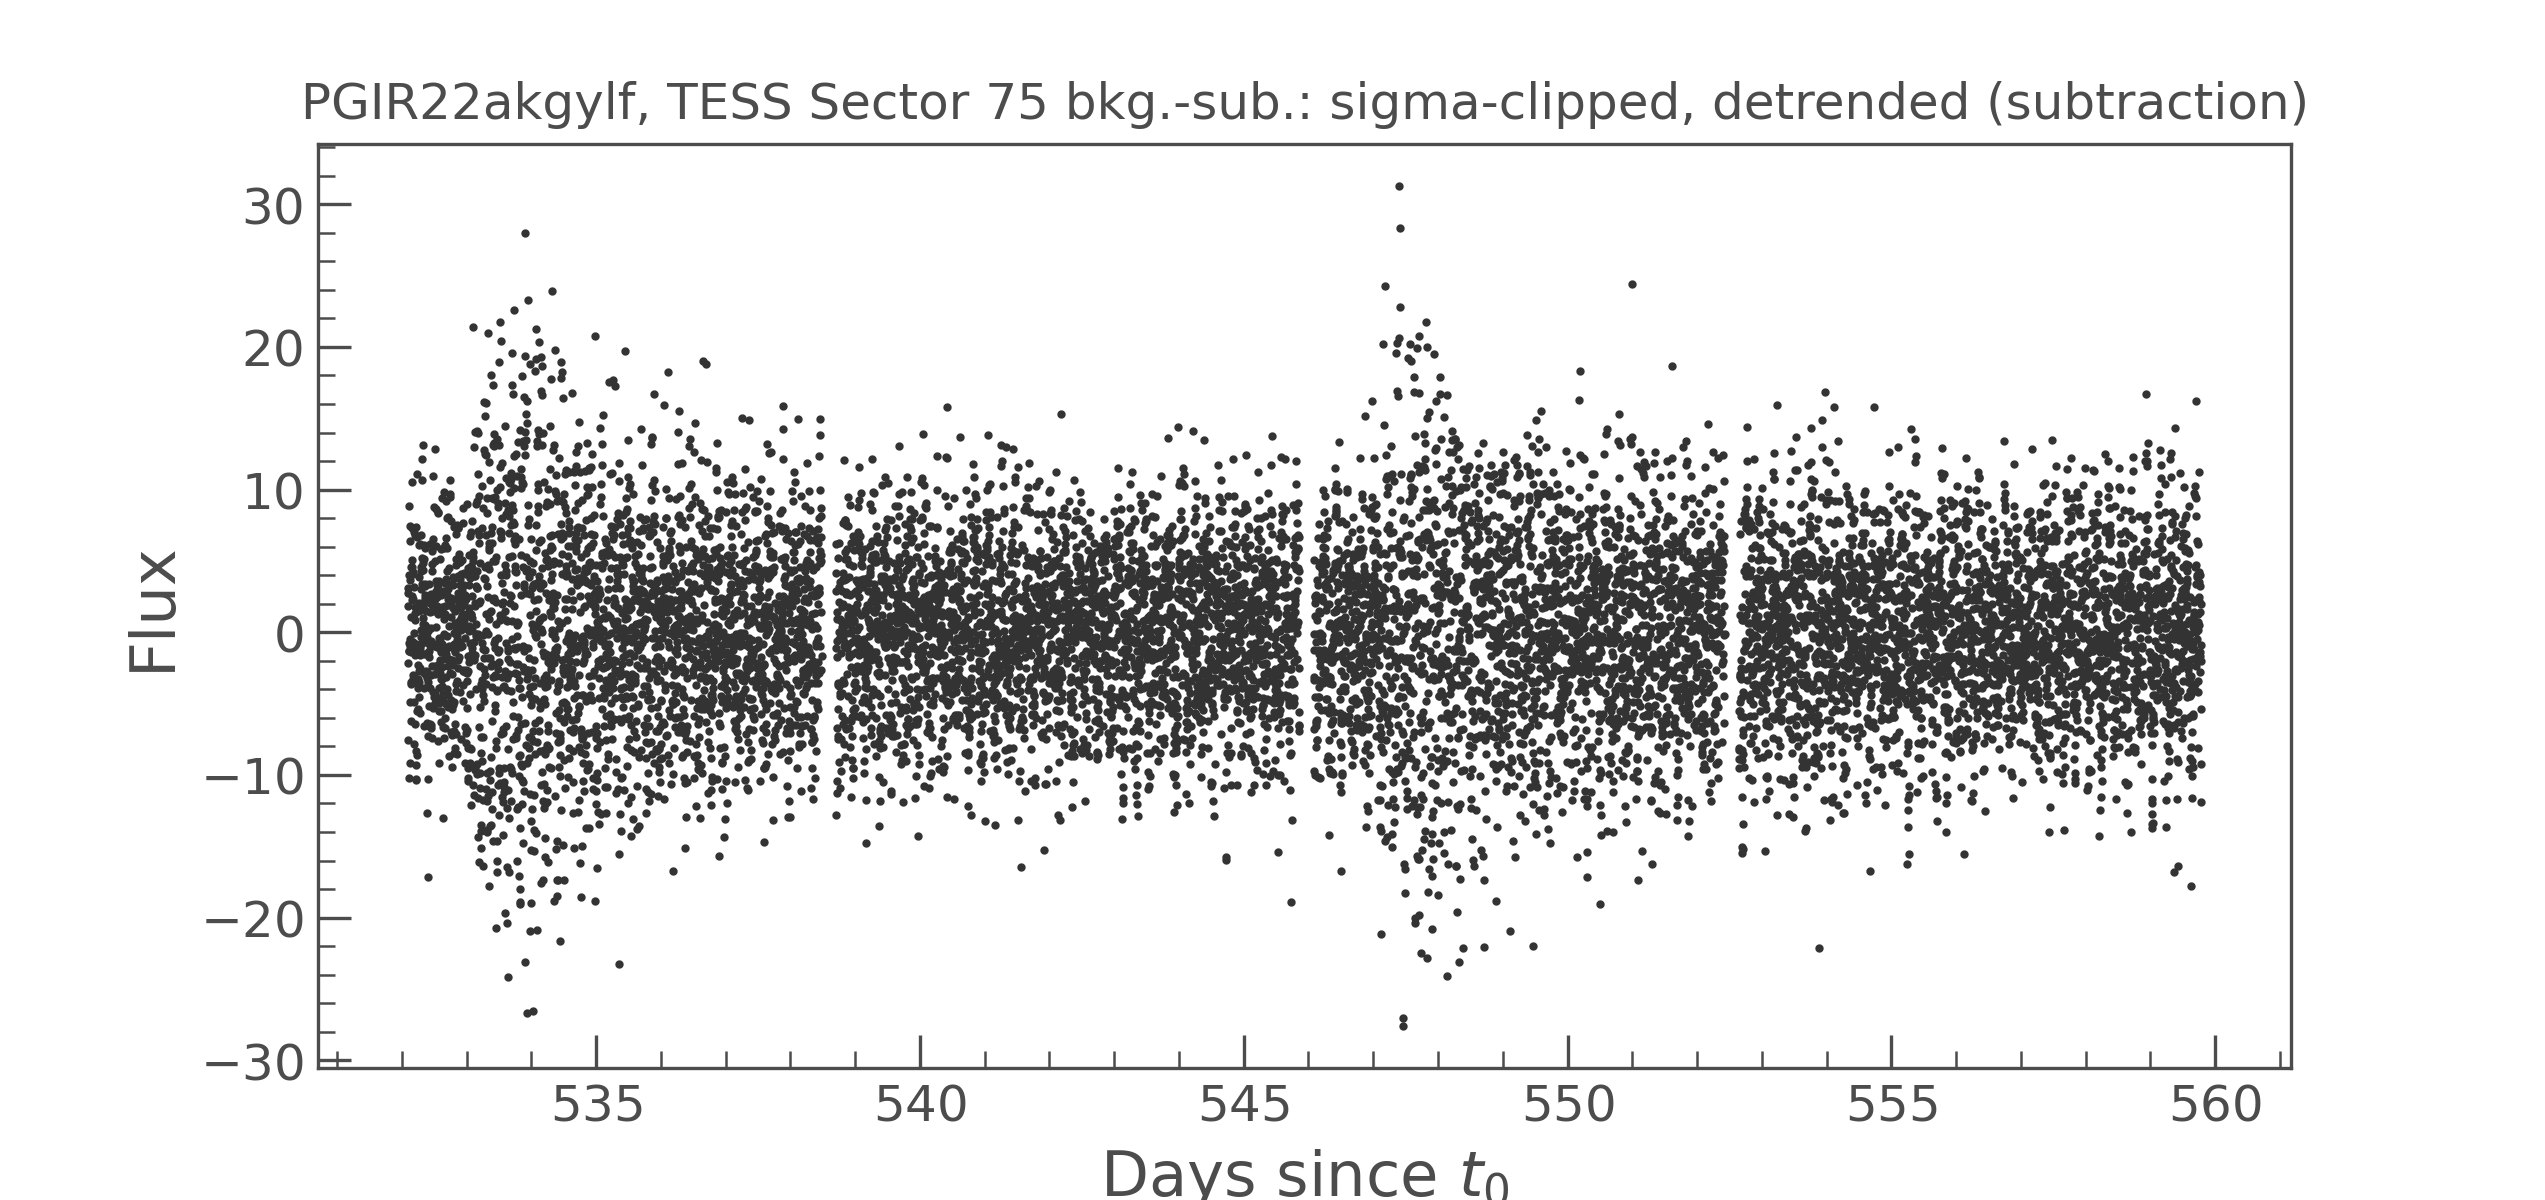 PGIR22akgylf, TESS Sector 75 bkg.-sub.: sigma-clipped, detrended (subtraction)
30
20
10
0
−10
−20
−30
Flux
535 540 545 550 555 560
Days since t0